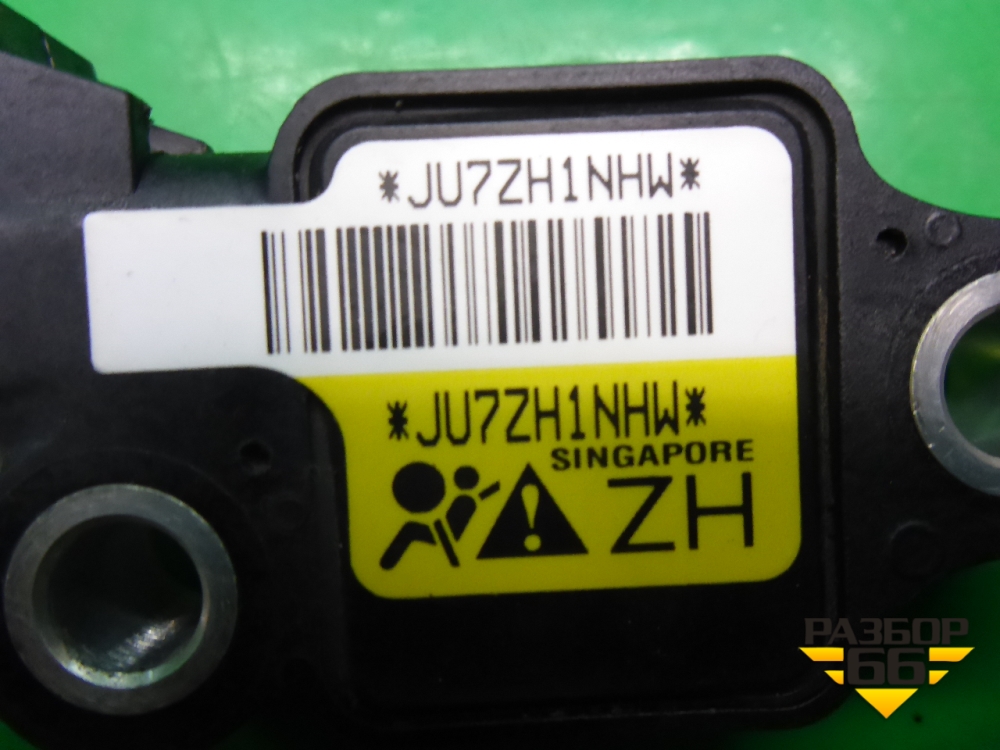 *JU7ZH1NHW*
*JU7ZH1NHW*
SINGAPORE
ZH
РАЗБОР
66